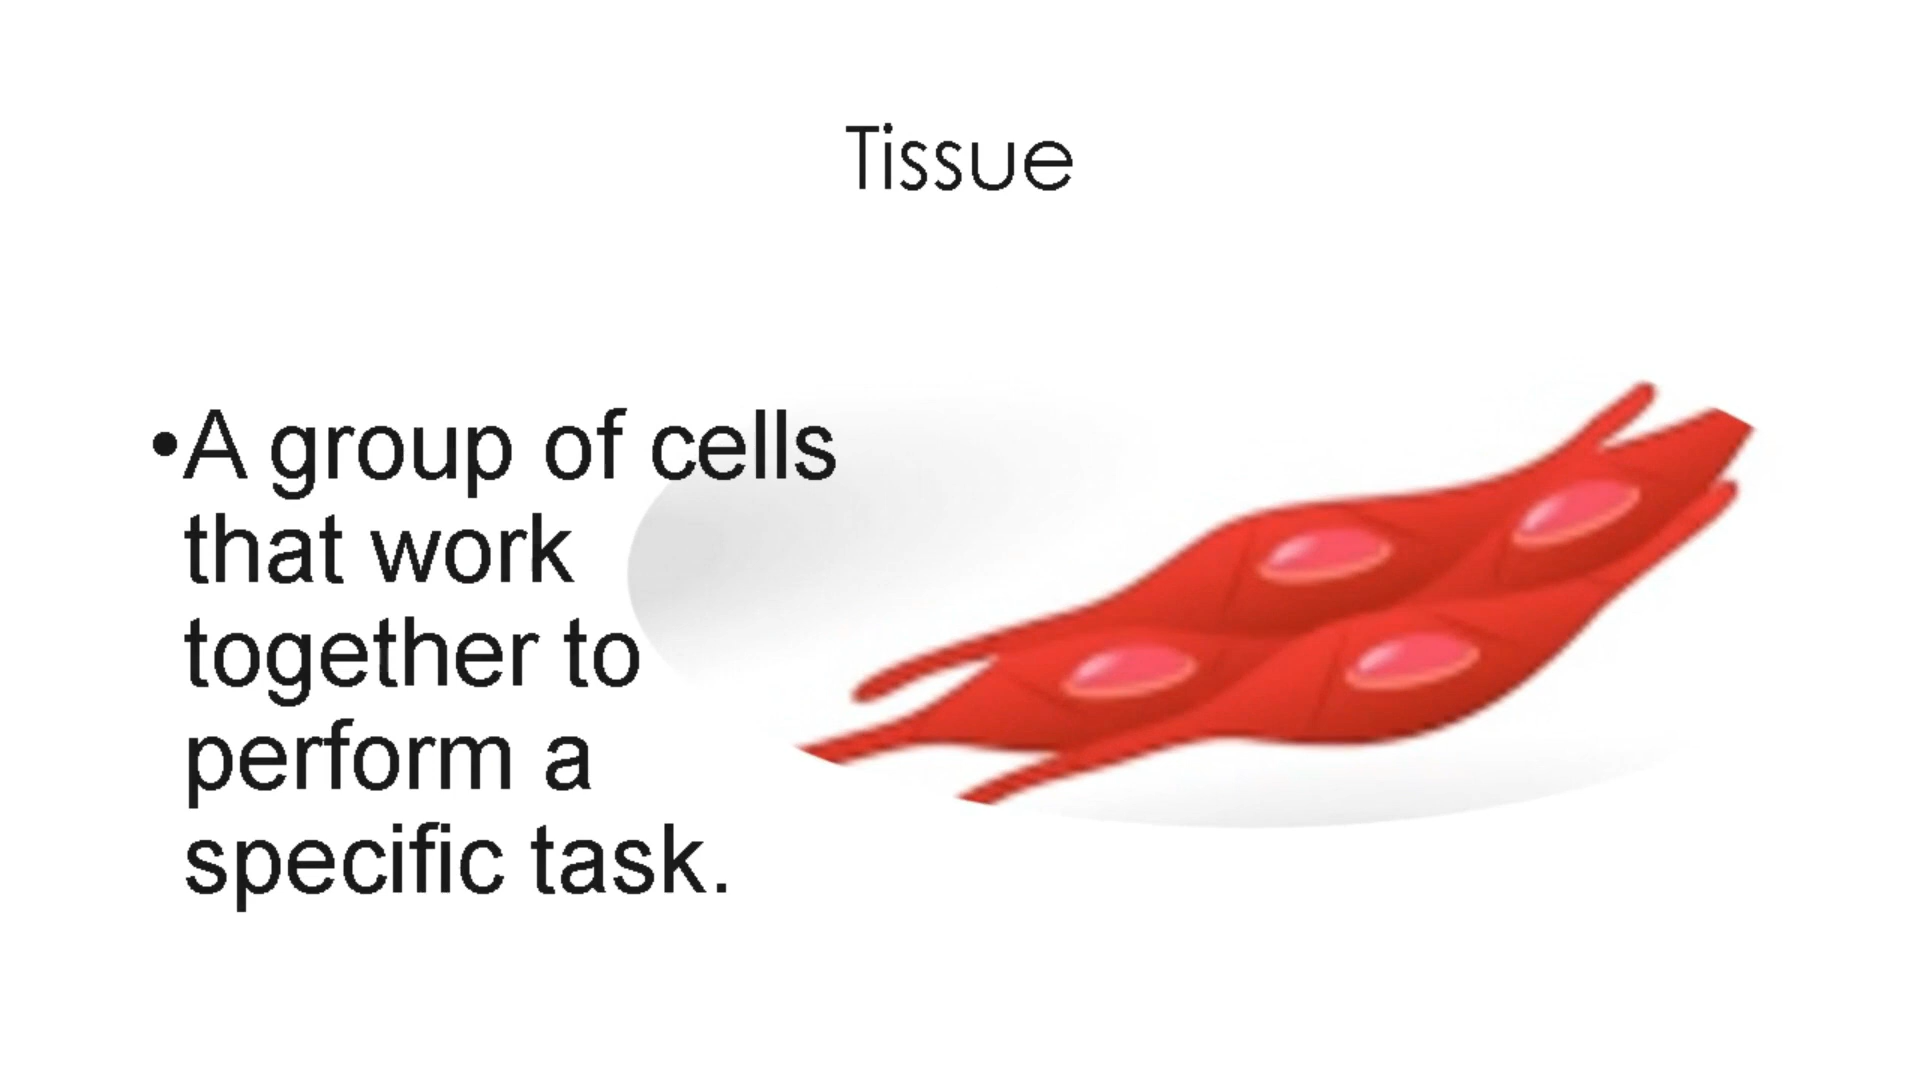 Tissue
•A group of cells
that work
together to
perform a
specific task.